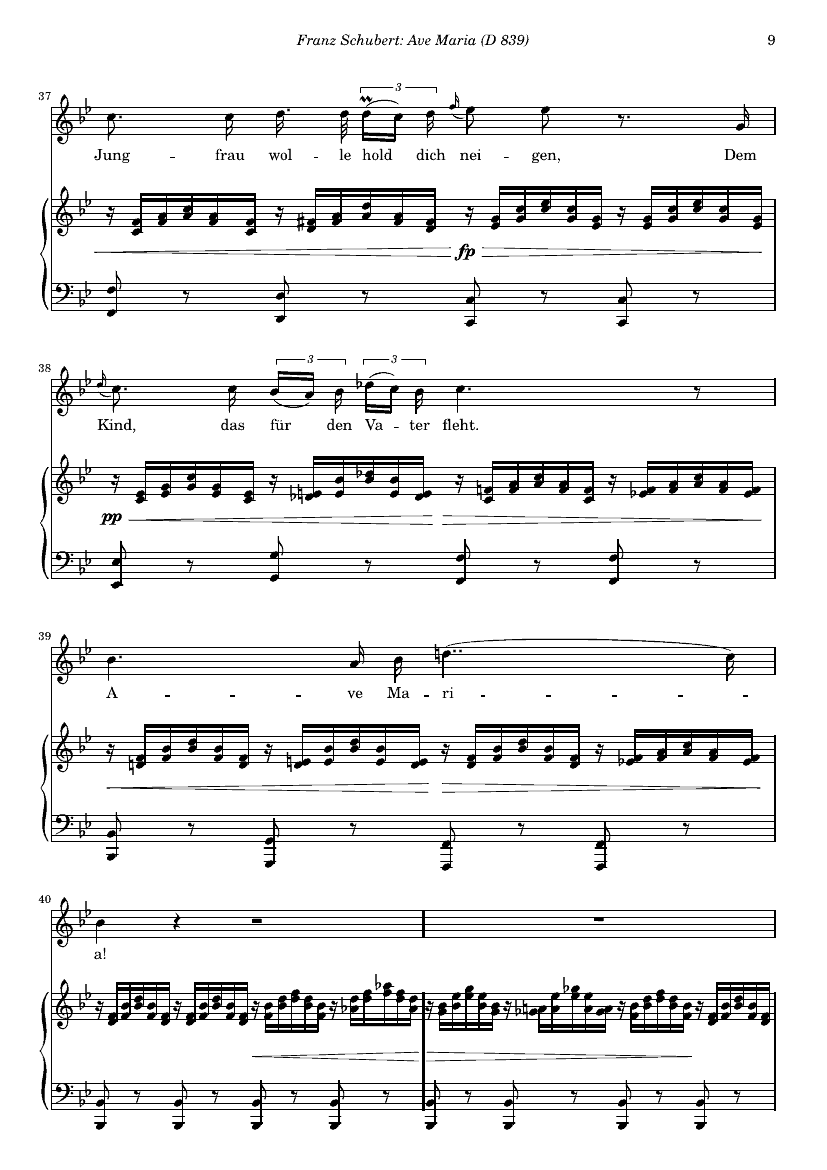 Franz Schubert: Ave Maria (D 839)
9
37
3
Jung - frau wol - le hold dich nei - gen, Dem
fp
38
3 3
Kind, das für den Va - ter fleht.
pp
39
A - - - ve Ma - ri - - - - - -
40
a!